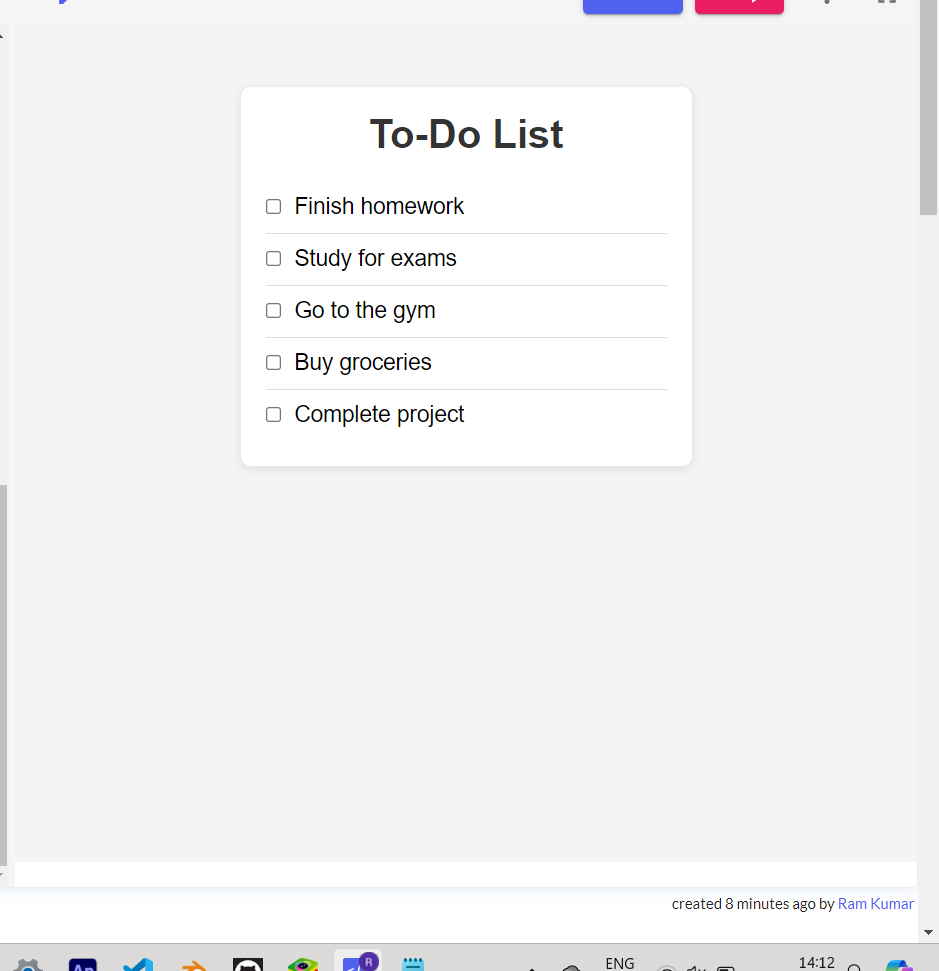 To-Do List
Finish homework
Study for exams
Go to the gym
Buy groceries
Complete project
created 8 minutes ago by Ram Kumar
An
R
ENG
14:12